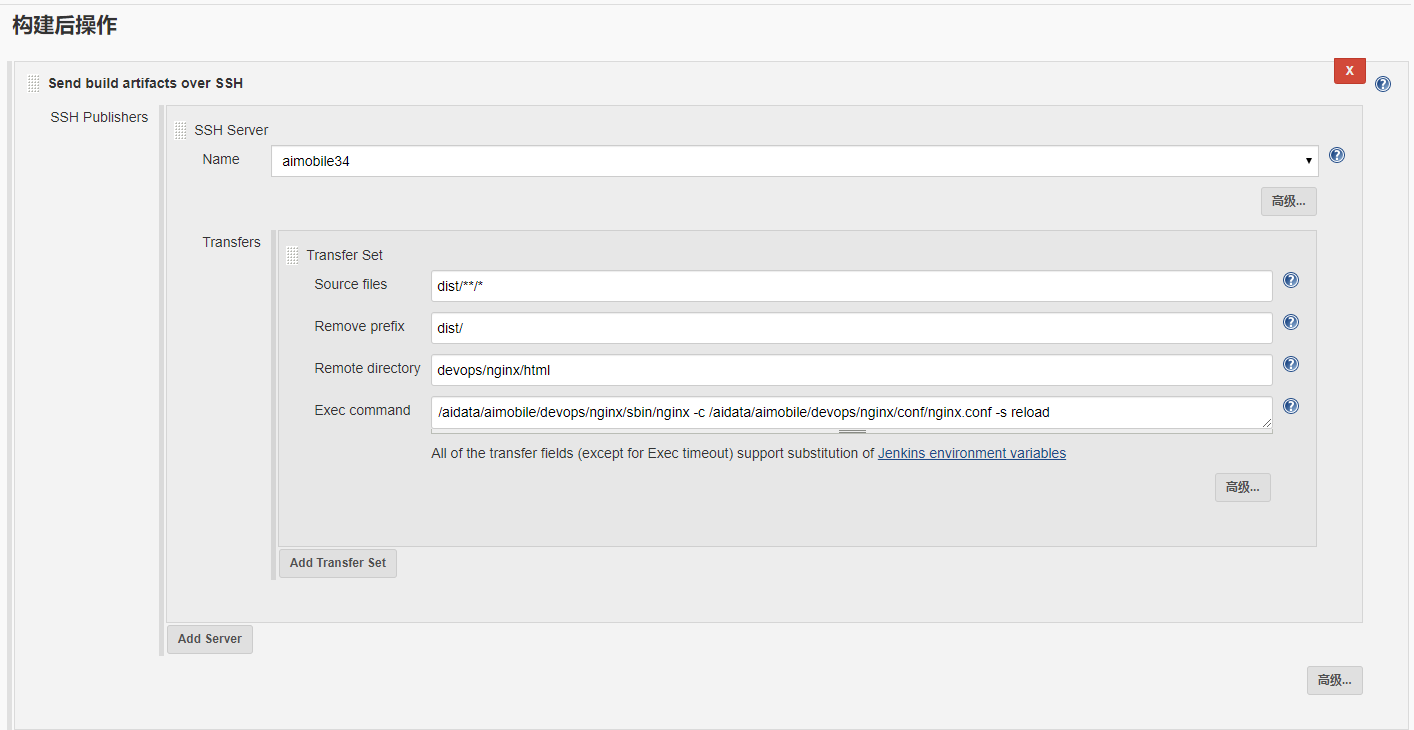 构建后操作
Send build artifacts over SSH
X
SSH Publishers
SSH Server
Name
aimobile34
高级...
Transfers
Transfer Set
Source files
dist/**/*
Remove prefix
dist/
Remote directory
devops/nginx/html
Exec command
/aidata/aimobile/devops/nginx/sbin/nginx -c /aidata/aimobile/devops/nginx/conf/nginx.conf -s reload
All of the transfer fields (except for Exec timeout) support substitution of Jenkins environment variables
高级...
Add Transfer Set
Add Server
高级...